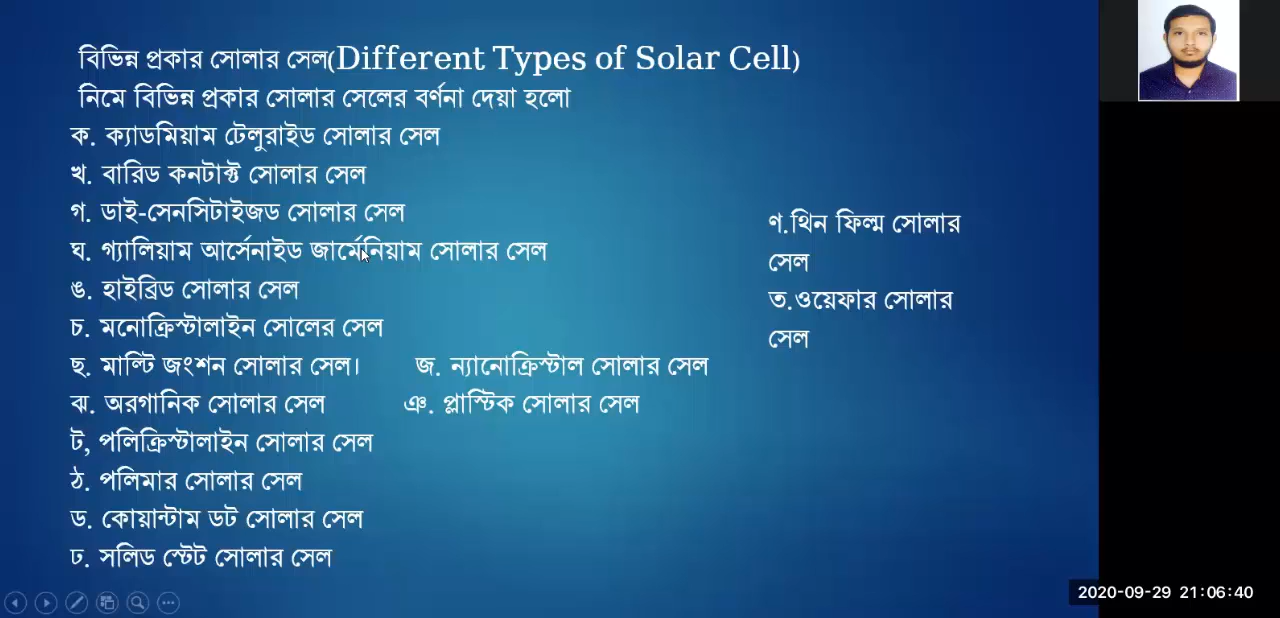 বিভিন্ন প্রকার সোলার সেল(Different Types of Solar Cell)
নিমে বিভিন্ন প্রকার সোলার সেলের বর্ণনা দেয়া হলো
ক. ক্যাডমিয়াম টেলুরাইড সোলার সেল
খ. বারিড কনটাক্ট সোলার সেল
গ. ডাই-সেনসিটাইজড সোলার সেল
ঘ. গ্যালিয়াম আর্সেনাইড জার্মেনিয়াম সোলার সেল
ঙ. হাইব্রিড সোলার সেল
চ. মনোক্রিস্টালাইন সোলের সেল
ছ. মাল্টি জংশন সোলার সেল। জ. ন্যানোক্রিস্টাল সোলার সেল
ঝ. অরগানিক সোলার সেল ঞ. প্লাস্টিক সোলার সেল
ট, পলিক্রিস্টালাইন সোলার সেল
ঠ. পলিমার সোলার সেল
ড. কোয়ান্টাম ডট সোলার সেল
ঢ. সলিড স্টেট সোলার সেল
ণ.থিন ফিল্ম সোলার
সেল
ত.ওয়েফার সোলার
সেল
2020-09-29 21:06:40